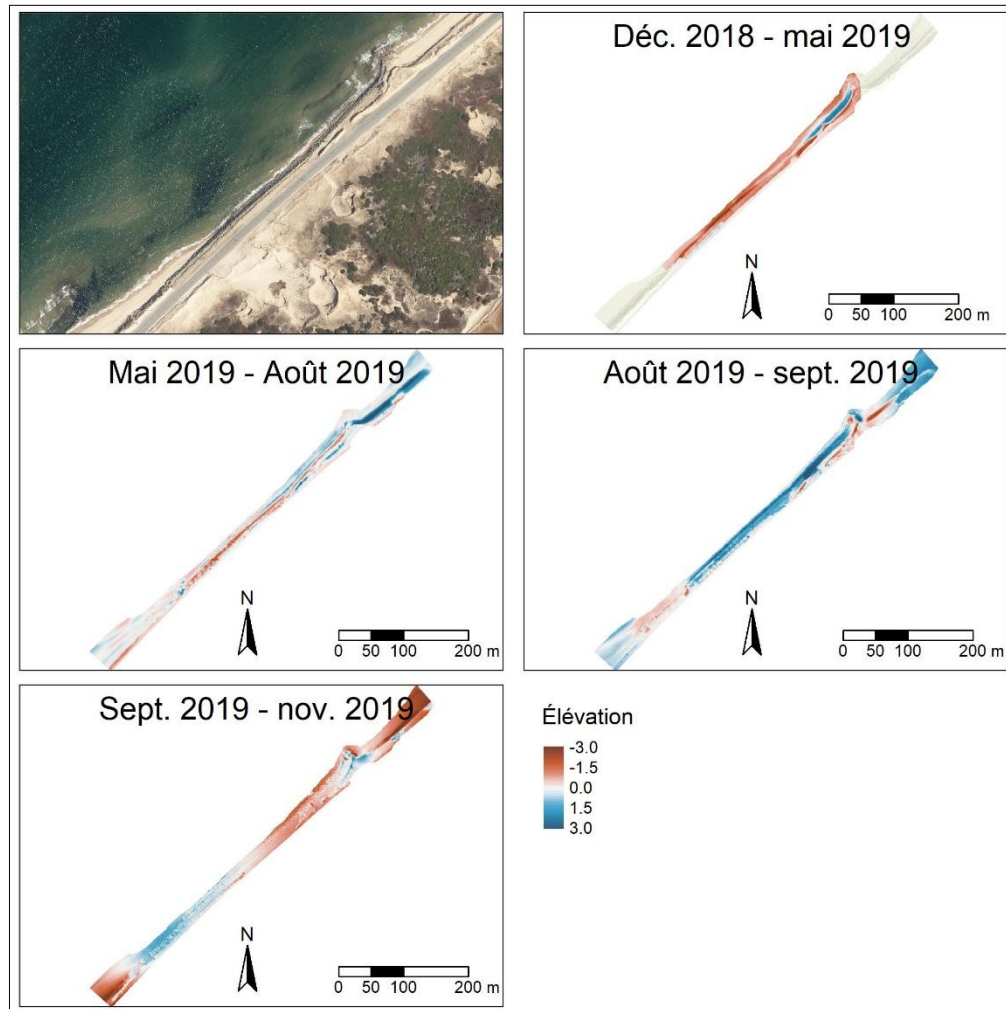 Déc. 2018 - mai 2019
N
0 50 100 200 m
Mai 2019 - Août 2019
N
0 50 100 200 m
Août 2019 - sept. 2019
N
0 50 100 200 m
Sept. 2019 - nov. 2019
N
0 50 100 200 m
Élévation
-3.0
-1.5
0.0
1.5
3.0